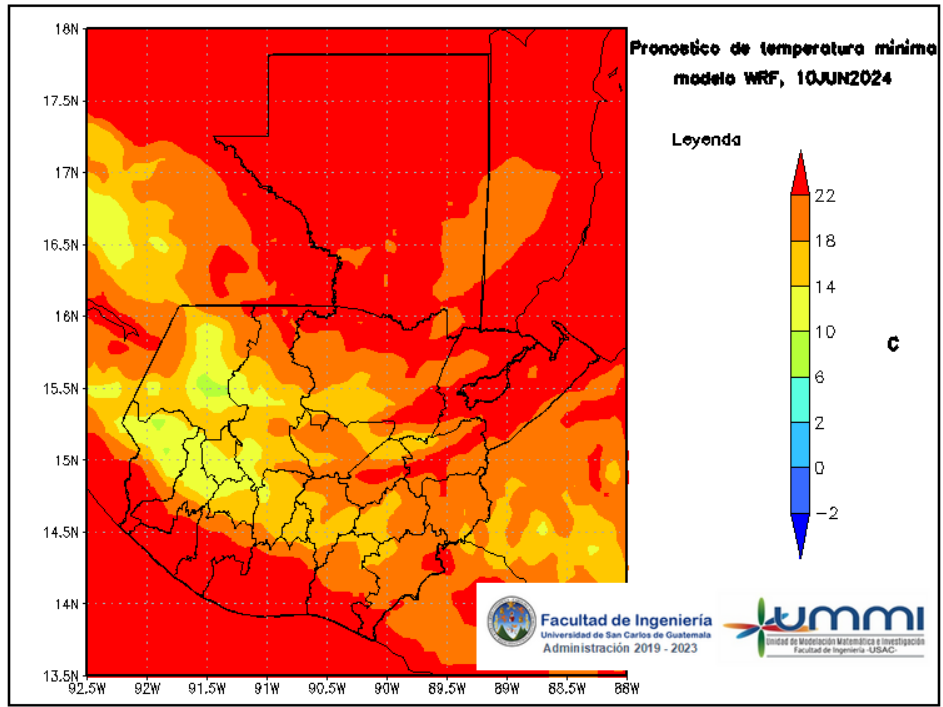 Pronostico de temperatura minima
modelo WRF, 10JUN2024
Leyenda
22
18
14
10
6
2
0
−2
C
18N
17.5N
17N
16.5N
16N
15.5N
15N
14.5N
14N
13.5N
92.5W
92W
91.5W
91W
90.5W
90W
89.5W
89W
88.5W
88W
Facultad de Ingeniería
Universidad de San Carlos de Guatemala
Administración 2019 - 2023
ummi
Unidad de Modelación Matemática e Investigación
Facultad de Ingeniería -USAC-